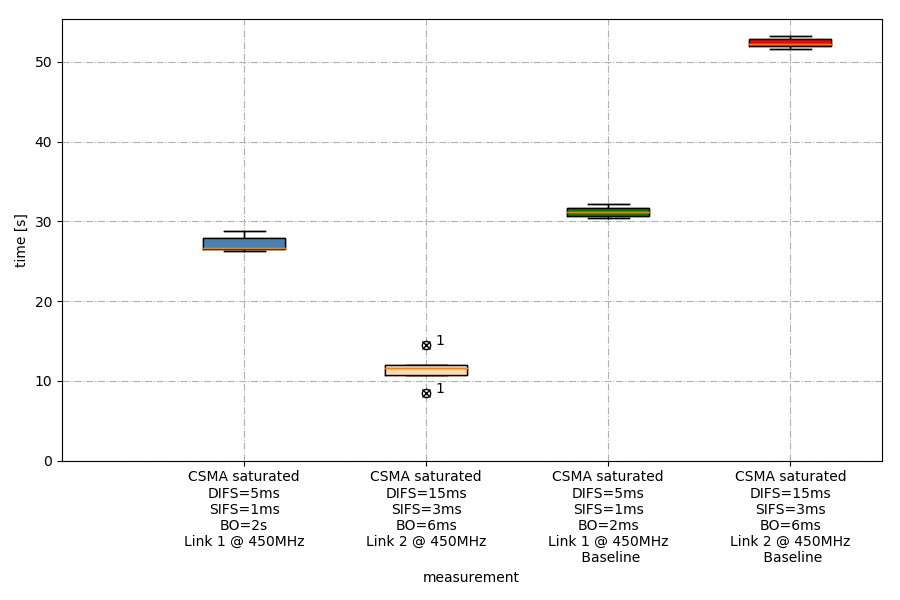 50
40
30
20
10
0
time [s]
1
1
CSMA saturated
DIFS=5ms
SIFS=1ms
BO=2s
Link 1 @ 450MHz
CSMA saturated
DIFS=15ms
SIFS=3ms
BO=6ms
Link 2 @ 450MHz
CSMA saturated
DIFS=5ms
SIFS=1ms
BO=2ms
Link 1 @ 450MHz
Baseline
CSMA saturated
DIFS=15ms
SIFS=3ms
BO=6ms
Link 2 @ 450MHz
Baseline
measurement